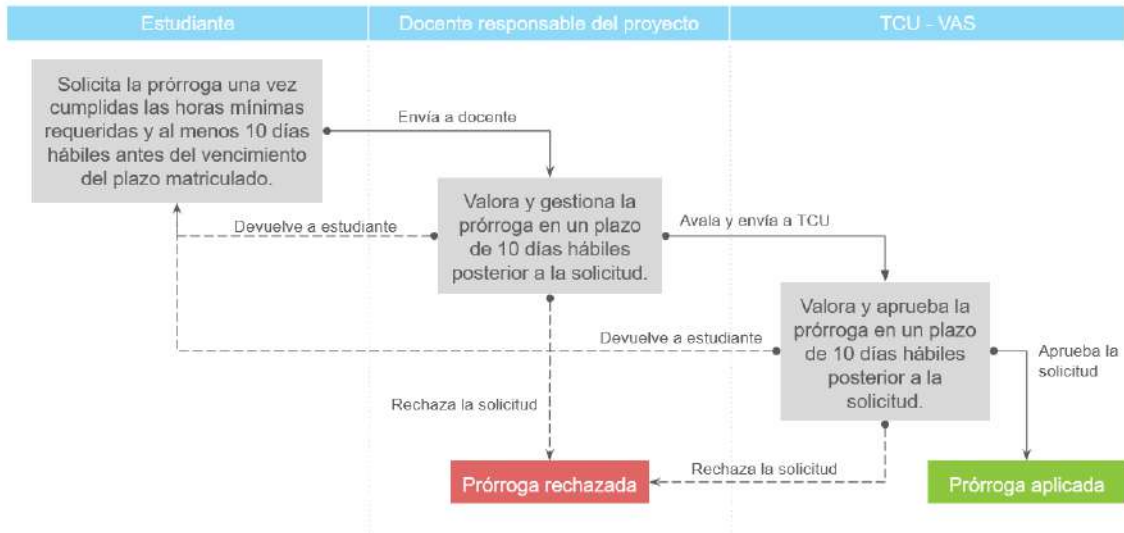 Estudiante
Docente responsable del proyecto
TCU - VAS
Solicita la prórroga una vez
cumplidas las horas mínimas
requeridas y al menos 10 días
hábiles antes del vencimiento
del plazo matriculado.
Envía a docente
Valora y gestiona la
prórroga en un plazo
de 10 días hábiles
posterior a la solicitud.
Devuelve a estudiante
Avala y envía a TCU
Valora y aprueba la
prórroga en un plazo
de 10 días hábiles
posterior a la
solicitud.
Devuelve a estudiante
Aprueba la
solicitud
Rechaza la solicitud
Rechaza la solicitud
Prórroga rechazada
Prórroga aplicada